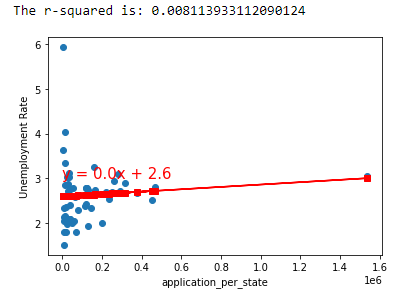 The r-squared is: 0.008113933112090124
6
5
4
3
2
Unemployment Rate
y = 0.0x + 2.6
0.0 0.2 0.4 0.6 0.8 1.0 1.2 1.4 1.6
1e6
application_per_state